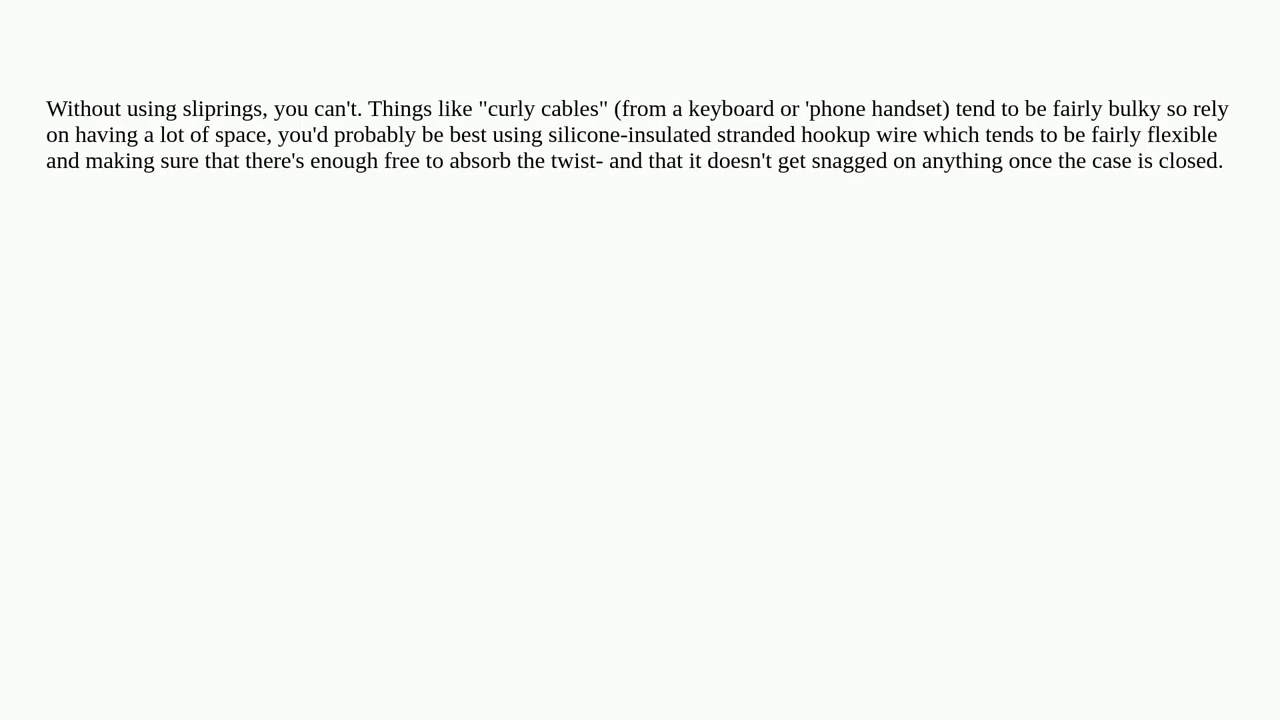 Without using sliprings, you can't. Things like "curly cables" (from a keyboard or 'phone handset) tend to be fairly bulky so rely
on having a lot of space, you'd probably be best using silicone-insulated stranded hookup wire which tends to be fairly flexible
and making sure that there's enough free to absorb the twist- and that it doesn't get snagged on anything once the case is closed.